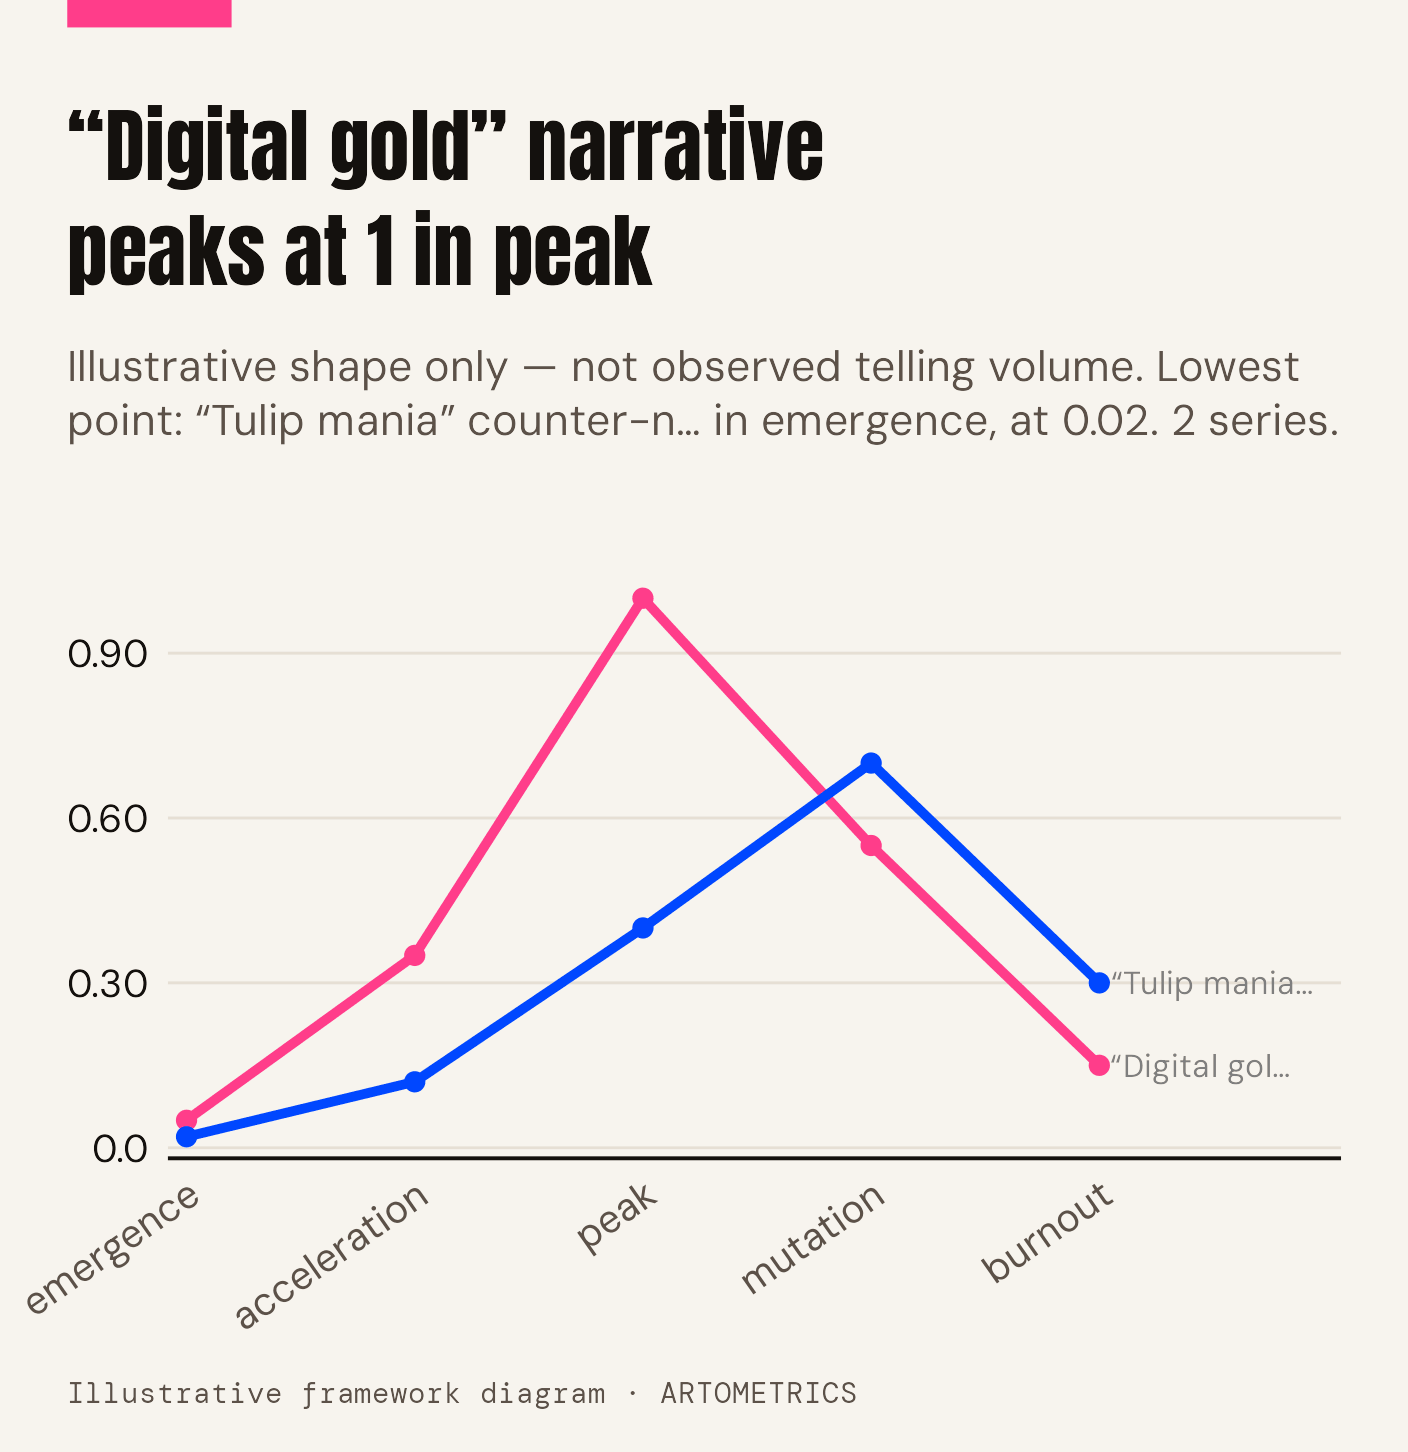 “Digital gold” narrative
peaks at 1 in peak
Illustrative shape only — not observed telling volume. Lowest
point: “Tulip mania” counter-n… in emergence, at 0.02. 2 series.
0.90
0.60
0.30
0.0
“Tulip mania…
“Digital gol…
emergence
acceleration
peak
mutation
burnout
Illustrative framework diagram · ARTOMETRICS